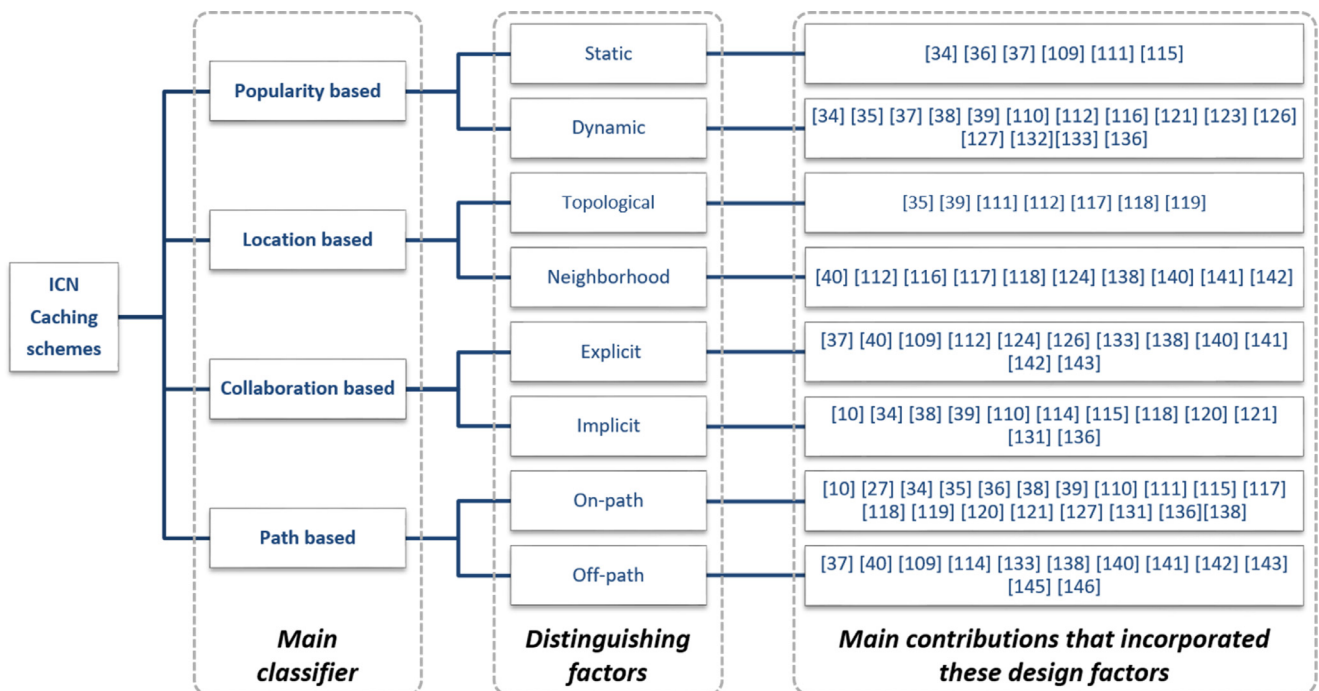 ICN
Caching
schemes
Popularity based
Location based
Collaboration based
Path based
Main
classifier
Static
Dynamic
Topological
Neighborhood
Explicit
Implicit
On-path
Off-path
Distinguishing
factors
[34] [36] [37] [109] [111] [115]
[34] [35] [37] [38] [39] [110] [112] [116] [121] [123] [126]
[127] [132][133] [136]
[35] [39] [111] [112] [117] [118] [119]
[40] [112] [116] [117] [118] [124] [138] [140] [141] [142]
[37] [40] [109] [112] [124] [126] [133] [138] [140] [141]
[142] [143]
[10] [34] [38] [39] [110] [114] [115] [118] [120] [121]
[131] [136]
[10] [27] [34] [35] [36] [38] [39] [110] [111] [115] [117]
[118] [119] [120] [121] [127] [131] [136][138]
[37] [40] [109] [114] [133] [138] [140] [141] [142] [143]
[145] [146]
Main contributions that incorporated
these design factors